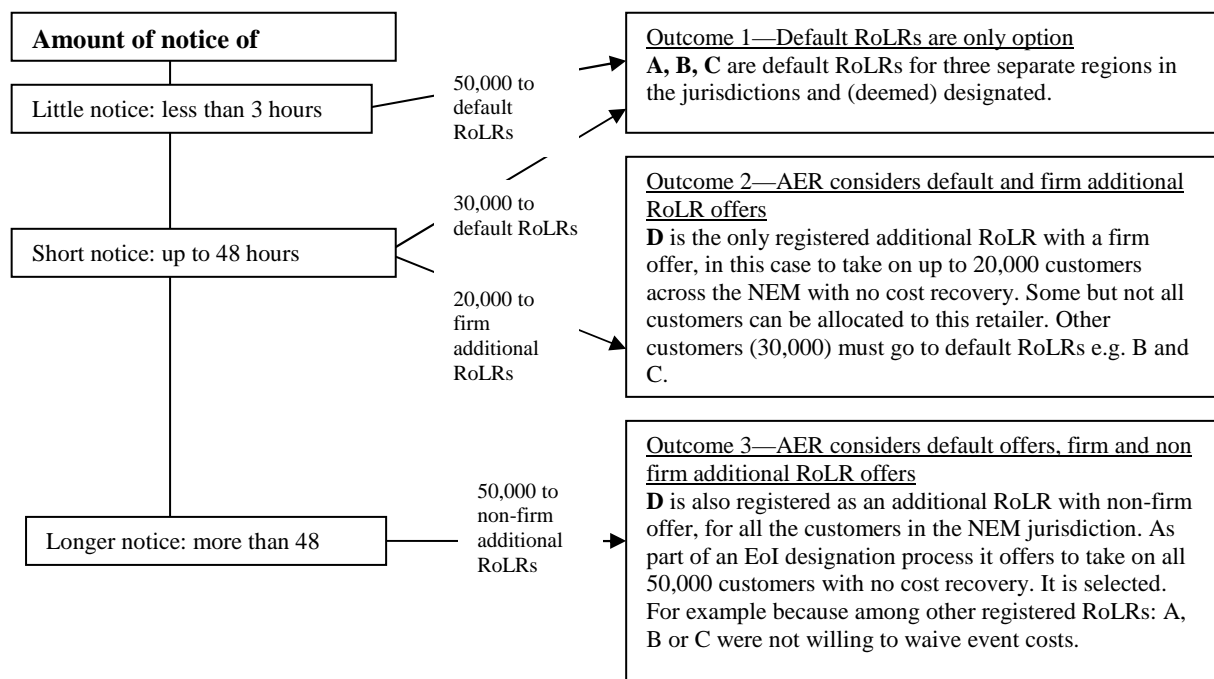 Amount of notice of
Little notice: less than 3 hours
50,000 to
default
RoLRs
Outcome 1—Default RoLRs are only option
A, B, C are default RoLRs for three separate regions in
the jurisdictions and (deemed) designated.
Short notice: up to 48 hours
30,000 to
default RoLRs
20,000 to
firm
additional
RoLRs
Outcome 2—AER considers default and firm additional
RoLR offers
D is the only registered additional RoLR with a firm
offer, in this case to take on up to 20,000 customers
across the NEM with no cost recovery. Some but not all
customers can be allocated to this retailer. Other
customers (30,000) must go to default RoLRs e.g. B and
C.
Longer notice: more than 48
50,000 to
non-firm
additional
RoLRs
Outcome 3—AER considers default offers, firm and non
firm additional RoLR offers
D is also registered as an additional RoLR with non-firm
offer, for all the customers in the NEM jurisdiction. As
part of an EoI designation process it offers to take on all
50,000 customers with no cost recovery. It is selected.
For example because among other registered RoLRs: A,
B or C were not willing to waive event costs.